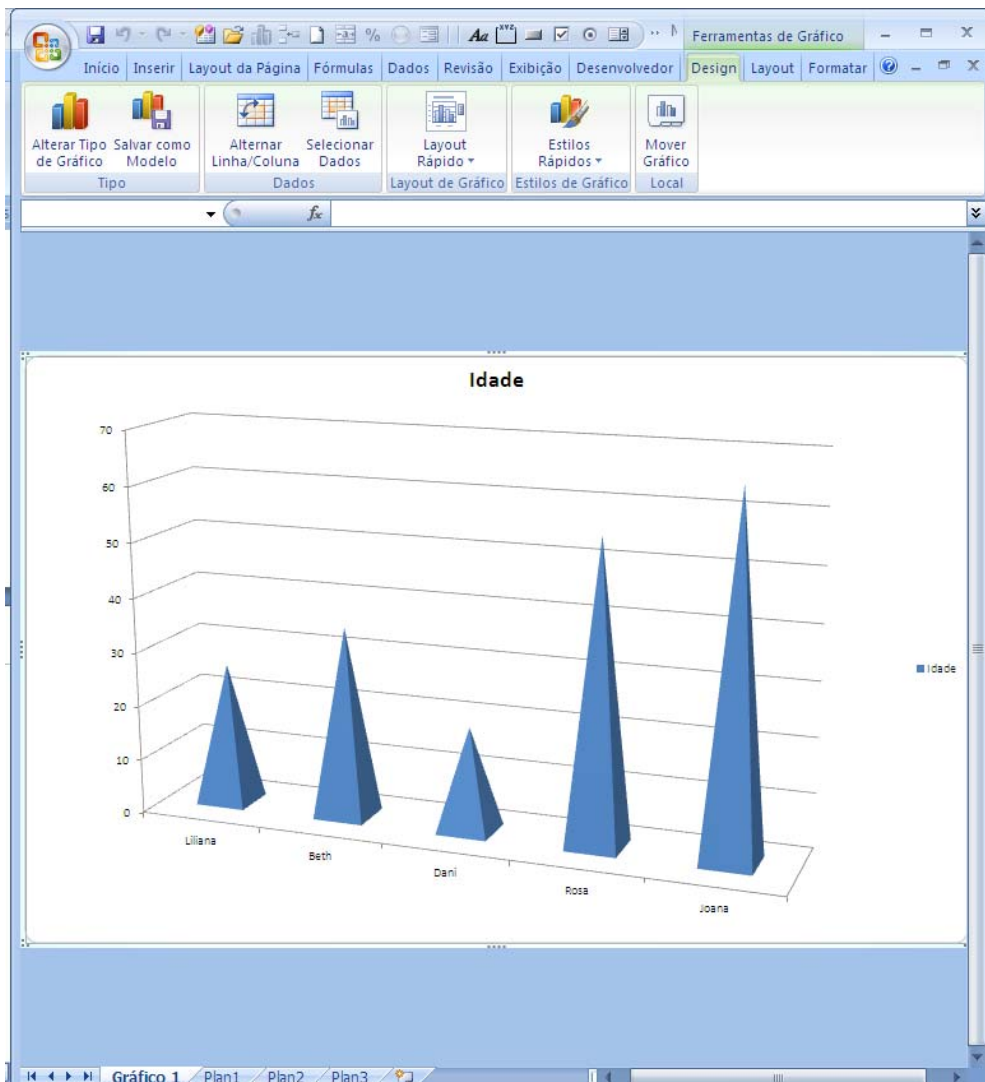 Aa XYZ
Ferramentas de Gráfico
Início Inserir Layout da Página Fórmulas Dados Revisão Exibição Desenvolvedor Design Layout Formatar
Alterar Tipo de Gráfico
Salvar como Modelo
Alternar Linha/Coluna
Selecionar Dados
Layout Rápido
Estilos Rápidos
Mover Gráfico
Tipo Dados Layout de Gráfico Estilos de Gráfico Local
fx
Idade
70
60
50
40
30
20
10
0
Liliana
Beth
Dani
Rosa
Joana
Idade
Gráfico 1 Plan1 Plan2 Plan3